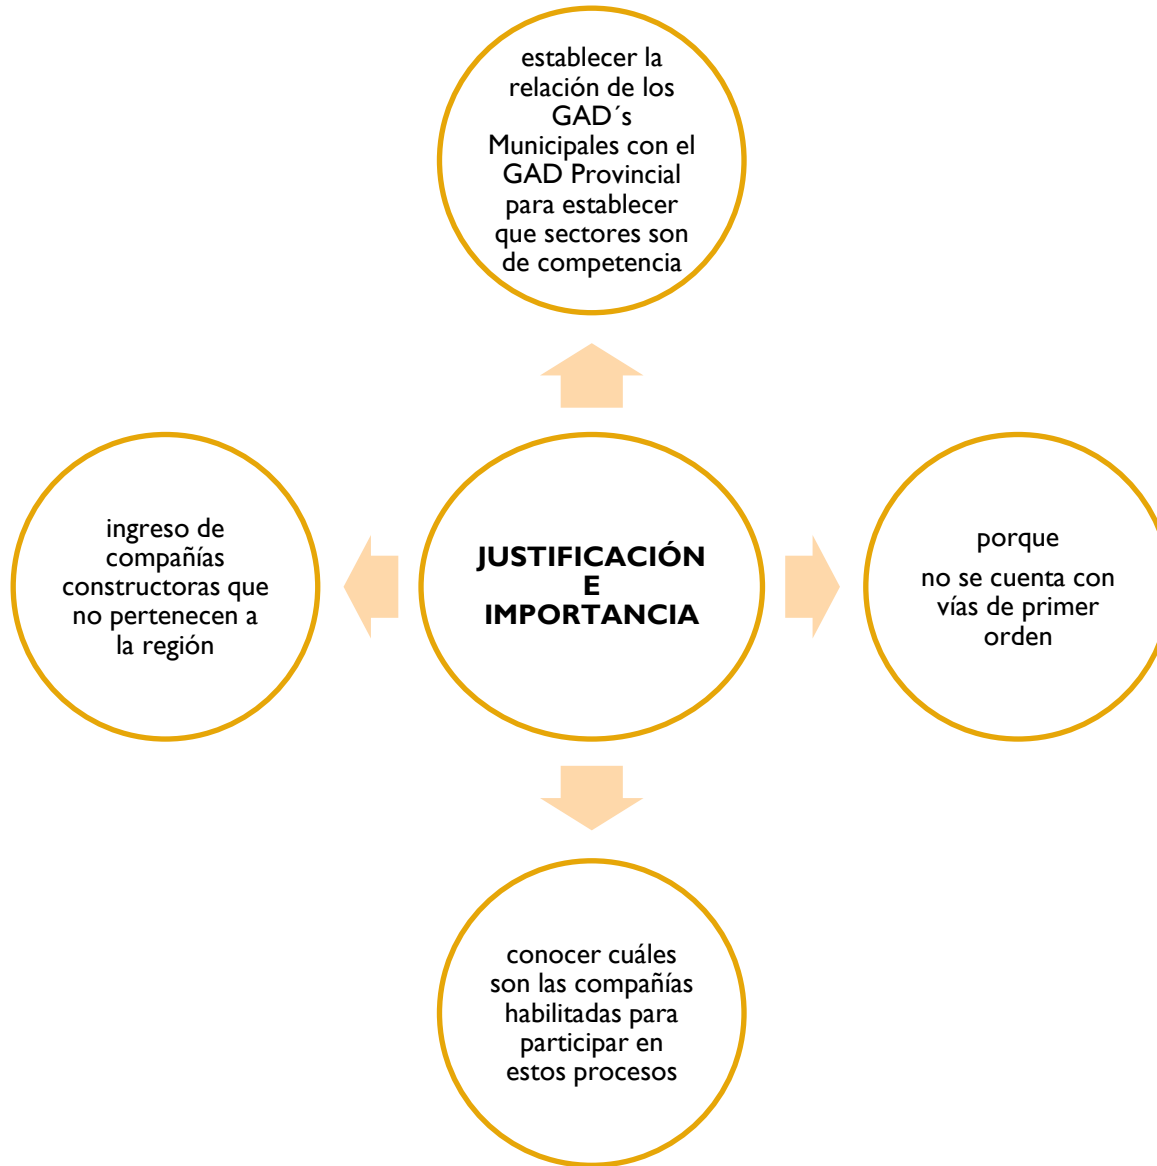 establecer la
relación de los
GAD´s
Municipales con el
GAD Provincial
para establecer
que sectores son
de competencia
ingreso de
compañías
constructoras que
no pertenecen a
la región
JUSTIFICACIÓN
E
IMPORTANCIA
porque
no se cuenta con
vías de primer
orden
conocer cuáles
son las compañías
habilitadas para
participar en
estos procesos